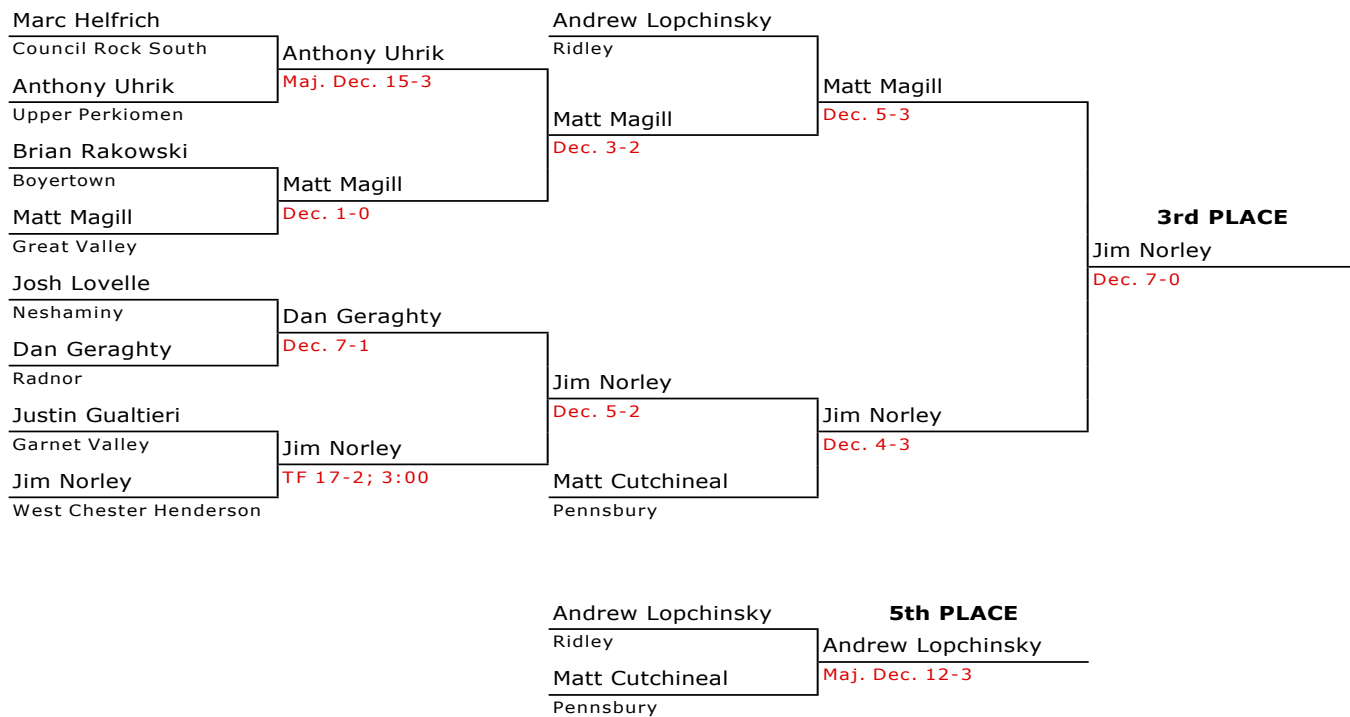 Marc Helfrich
Council Rock South
Anthony Uhrik
Upper Perkiomen
Brian Rakowski
Boyertown
Matt Magill
Great Valley
Josh Lovelle
Neshaminy
Dan Geraghty
Radnor
Justin Gualtieri
Garnet Valley
Jim Norley
West Chester Henderson
Anthony Uhrik
Maj. Dec. 15-3
Matt Magill
Dec. 1-0
Dan Geraghty
Dec. 7-1
Jim Norley
TF 17-2; 3:00
Andrew Lopchinsky
Ridley
Matt Magill
Dec. 3-2
Jim Norley
Dec. 5-2
Matt Cutchineal
Pennsbury
Matt Magill
Dec. 5-3
Jim Norley
Dec. 4-3
3rd PLACE
Jim Norley
Dec. 7-0
Andrew Lopchinsky
Ridley
Matt Cutchineal
Pennsbury
5th PLACE
Andrew Lopchinsky
Maj. Dec. 12-3